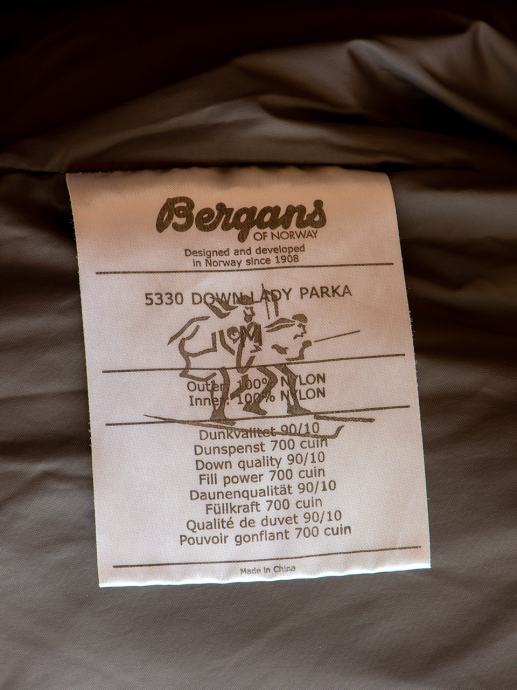 Bergans
OF NORWAY
Designed and developed
in Norway since 1908
5330 DOWN LADY PARKA
M
Outer: 100% NYLON
Inner: 100% NYLON
Dunkvalitet 90/10
Dunspenst 700 cuin
Down quality 90/10
Fill power 700 cuin
Daunenqualität 90/10
Füllkraft 700 cuin
Qualité de duvet 90/10
Pouvoir gonflant 700 cuin
Made in China